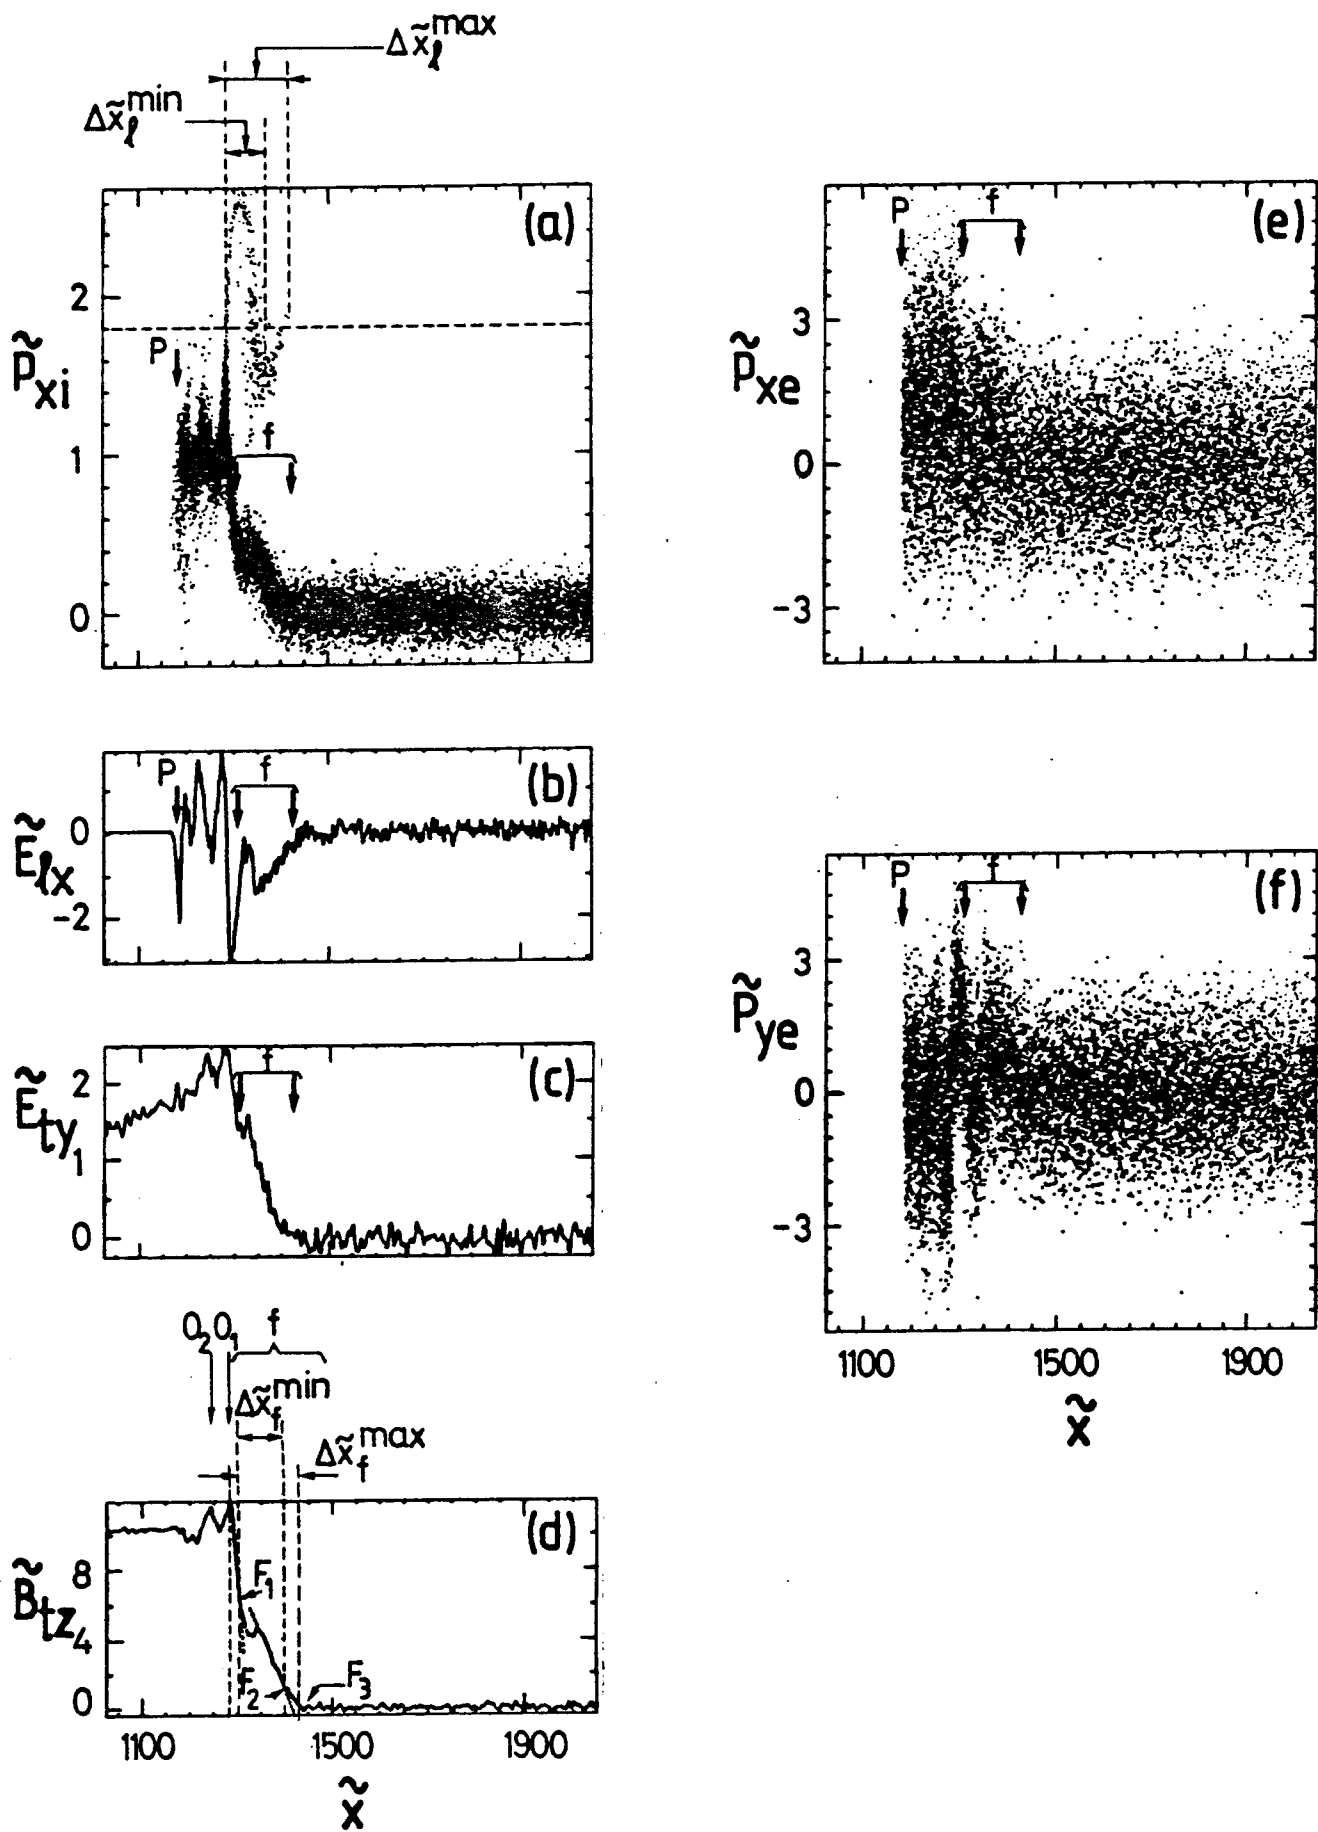 Δx̃ₗᵐᵃˣ
Δx̃ₗᵐⁱⁿ
(a)
2
P
p̃xi
f
1
0
(b)
P
f
0
Ẽℓx
-2
(c)
f
2
Ẽty
1
0
O₂ O₁ f
Δx̃fᵐⁱⁿ
Δx̃fᵐᵃˣ
(d)
8
F₁
B̃tz
4
F₂
F₃
0
1100 1500 1900
x̃
(e)
P
f
3
p̃xe
0
-3
(f)
P
f
3
p̃ye
0
-3
1100 1500 1900
x̃